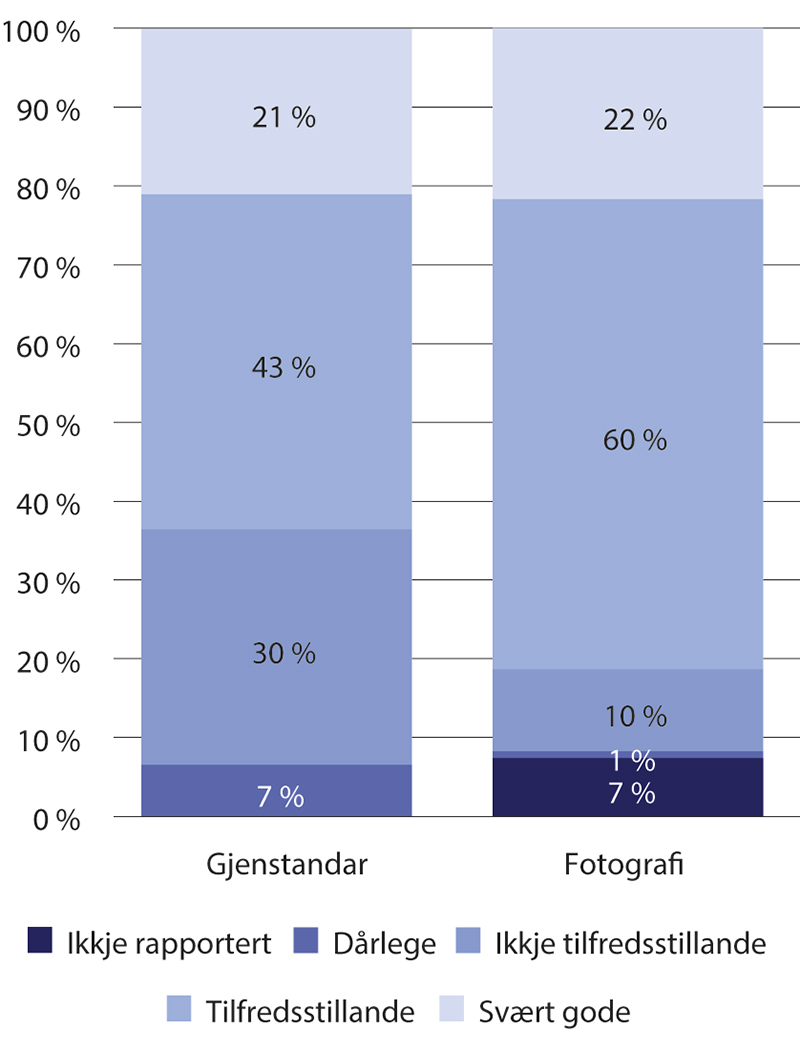 100 %
90 %
80 %
70 %
60 %
50 %
40 %
30 %
20 %
10 %
0 %
21 %
43 %
30 %
7 %
22 %
60 %
10 %
1 %
7 %
Gjenstandar
Fotografi
Ikkje rapportert
Dårlege
Ikkje tilfredsstillande
Tilfredsstillande
Svært gode